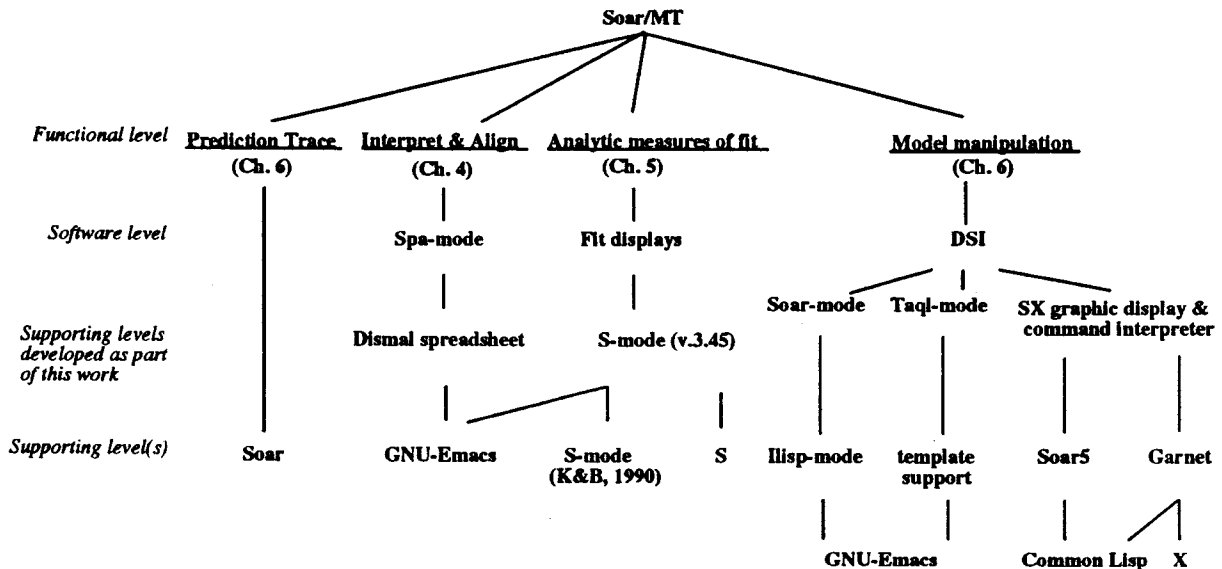 Soar/MT
Functional level
Prediction Trace
(Ch. 6)
Interpret & Align
(Ch. 4)
Analytic measures of fit
(Ch. 5)
Model manipulation
(Ch. 6)
Software level
Spa-mode
Fit displays
DSI
Soar-mode
Taql-mode
SX graphic display &
command interpreter
Supporting levels
developed as part
of this work
Dismal spreadsheet
S-mode (v.3.45)
Supporting level(s)
Soar
GNU-Emacs
S-mode
(K&B, 1990)
S
Ilisp-mode
template
support
Soar5
Garnet
GNU-Emacs
Common Lisp
X